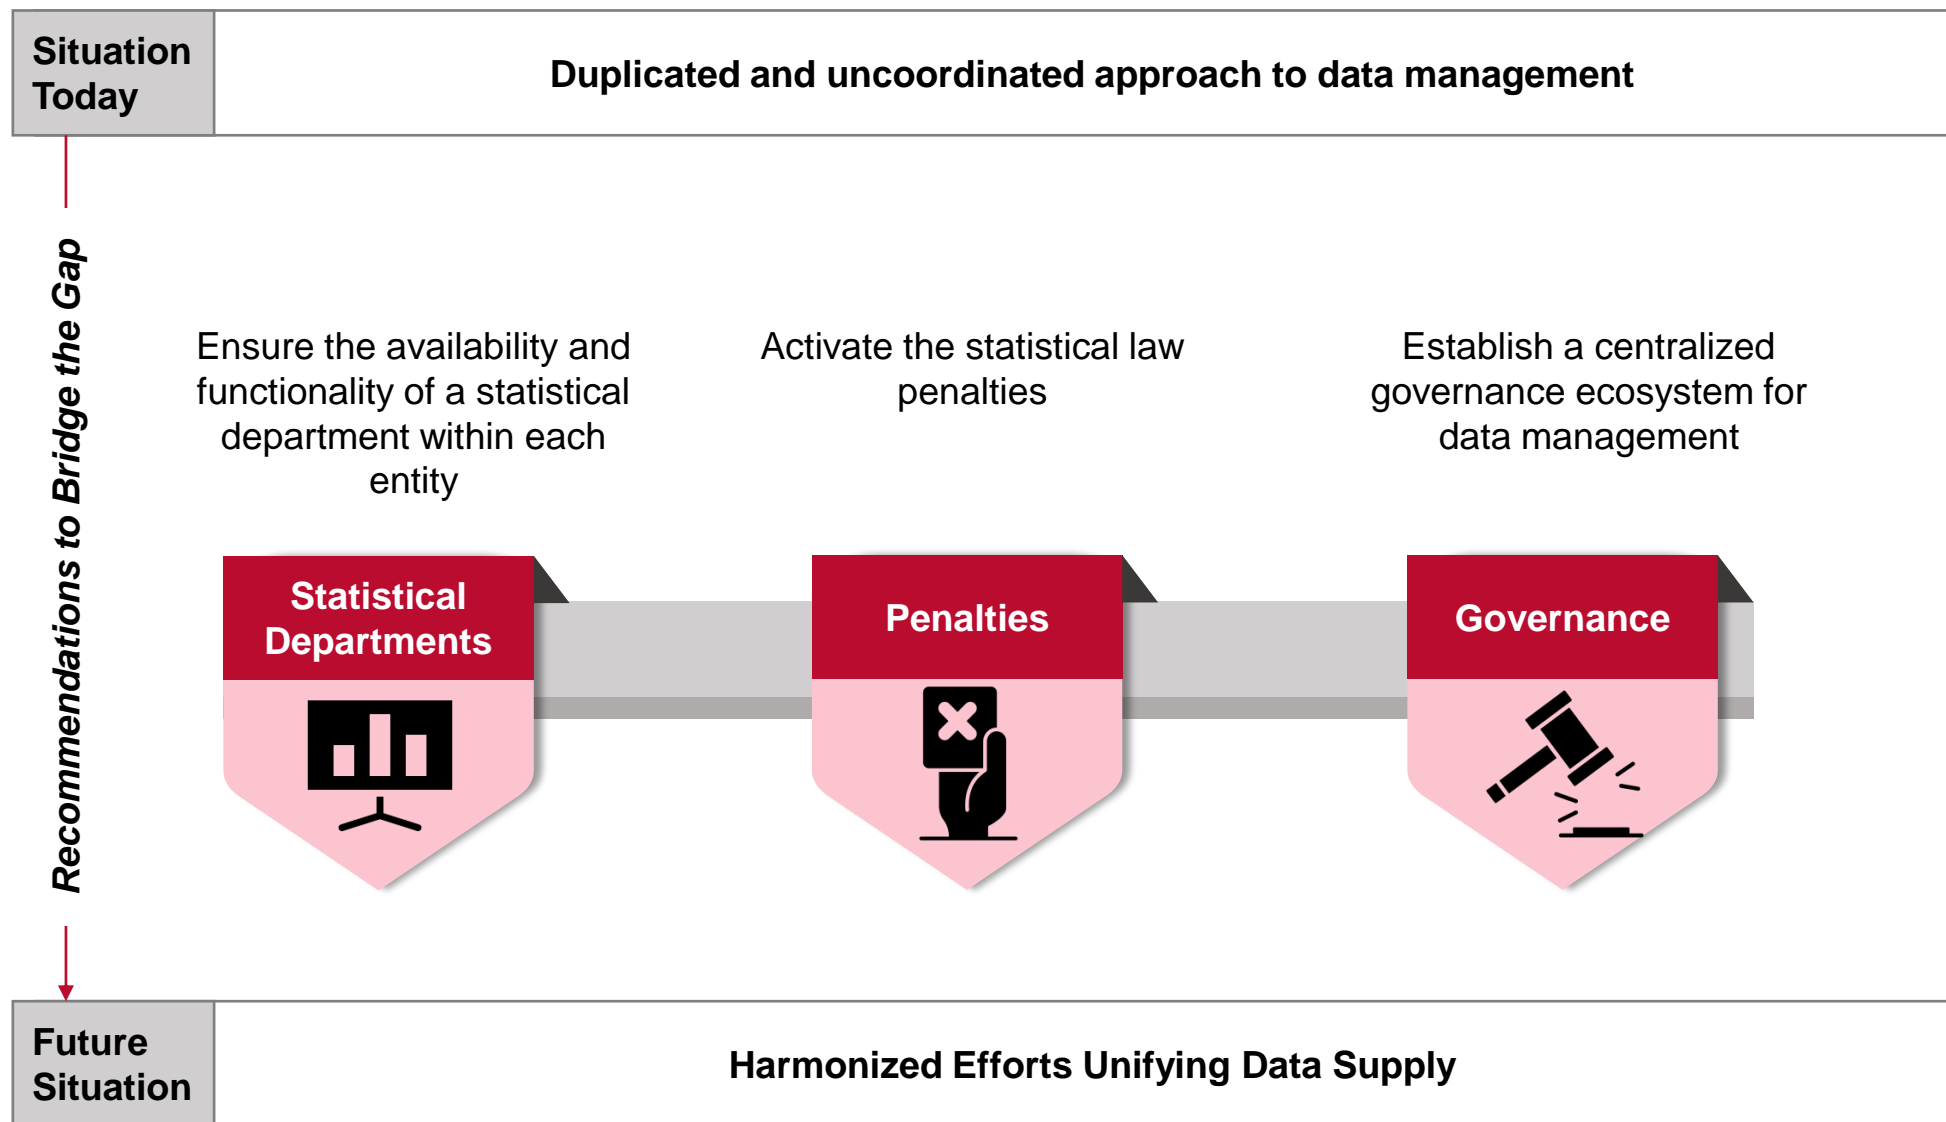 Situation
Today
Duplicated and uncoordinated approach to data management
Recommendations to Bridge the Gap
Ensure the availability and
functionality of a statistical
department within each
entity
Activate the statistical law
penalties
Establish a centralized
governance ecosystem for
data management
Statistical
Departments
Penalties
Governance
Future
Situation
Harmonized Efforts Unifying Data Supply